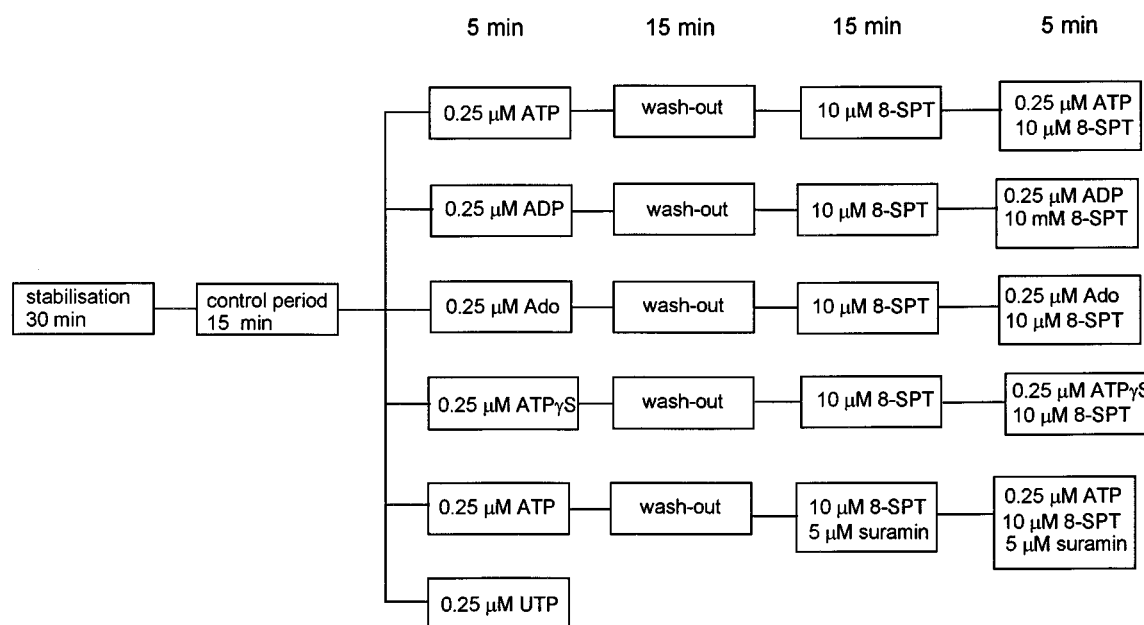 5 min 15 min 15 min 5 min
0.25 µM ATP wash-out 10 µM 8-SPT 0.25 µM ATP
10 µM 8-SPT
0.25 µM ADP wash-out 10 µM 8-SPT 0.25 µM ADP
10 mM 8-SPT
stabilisation
30 min
control period
15 min
0.25 µM Ado wash-out 10 µM 8-SPT 0.25 µM Ado
10 µM 8-SPT
0.25 µM ATPγS wash-out 10 µM 8-SPT 0.25 µM ATPγS
10 µM 8-SPT
0.25 µM ATP wash-out 10 µM 8-SPT
5 µM suramin
0.25 µM ATP
10 µM 8-SPT
5 µM suramin
0.25 µM UTP